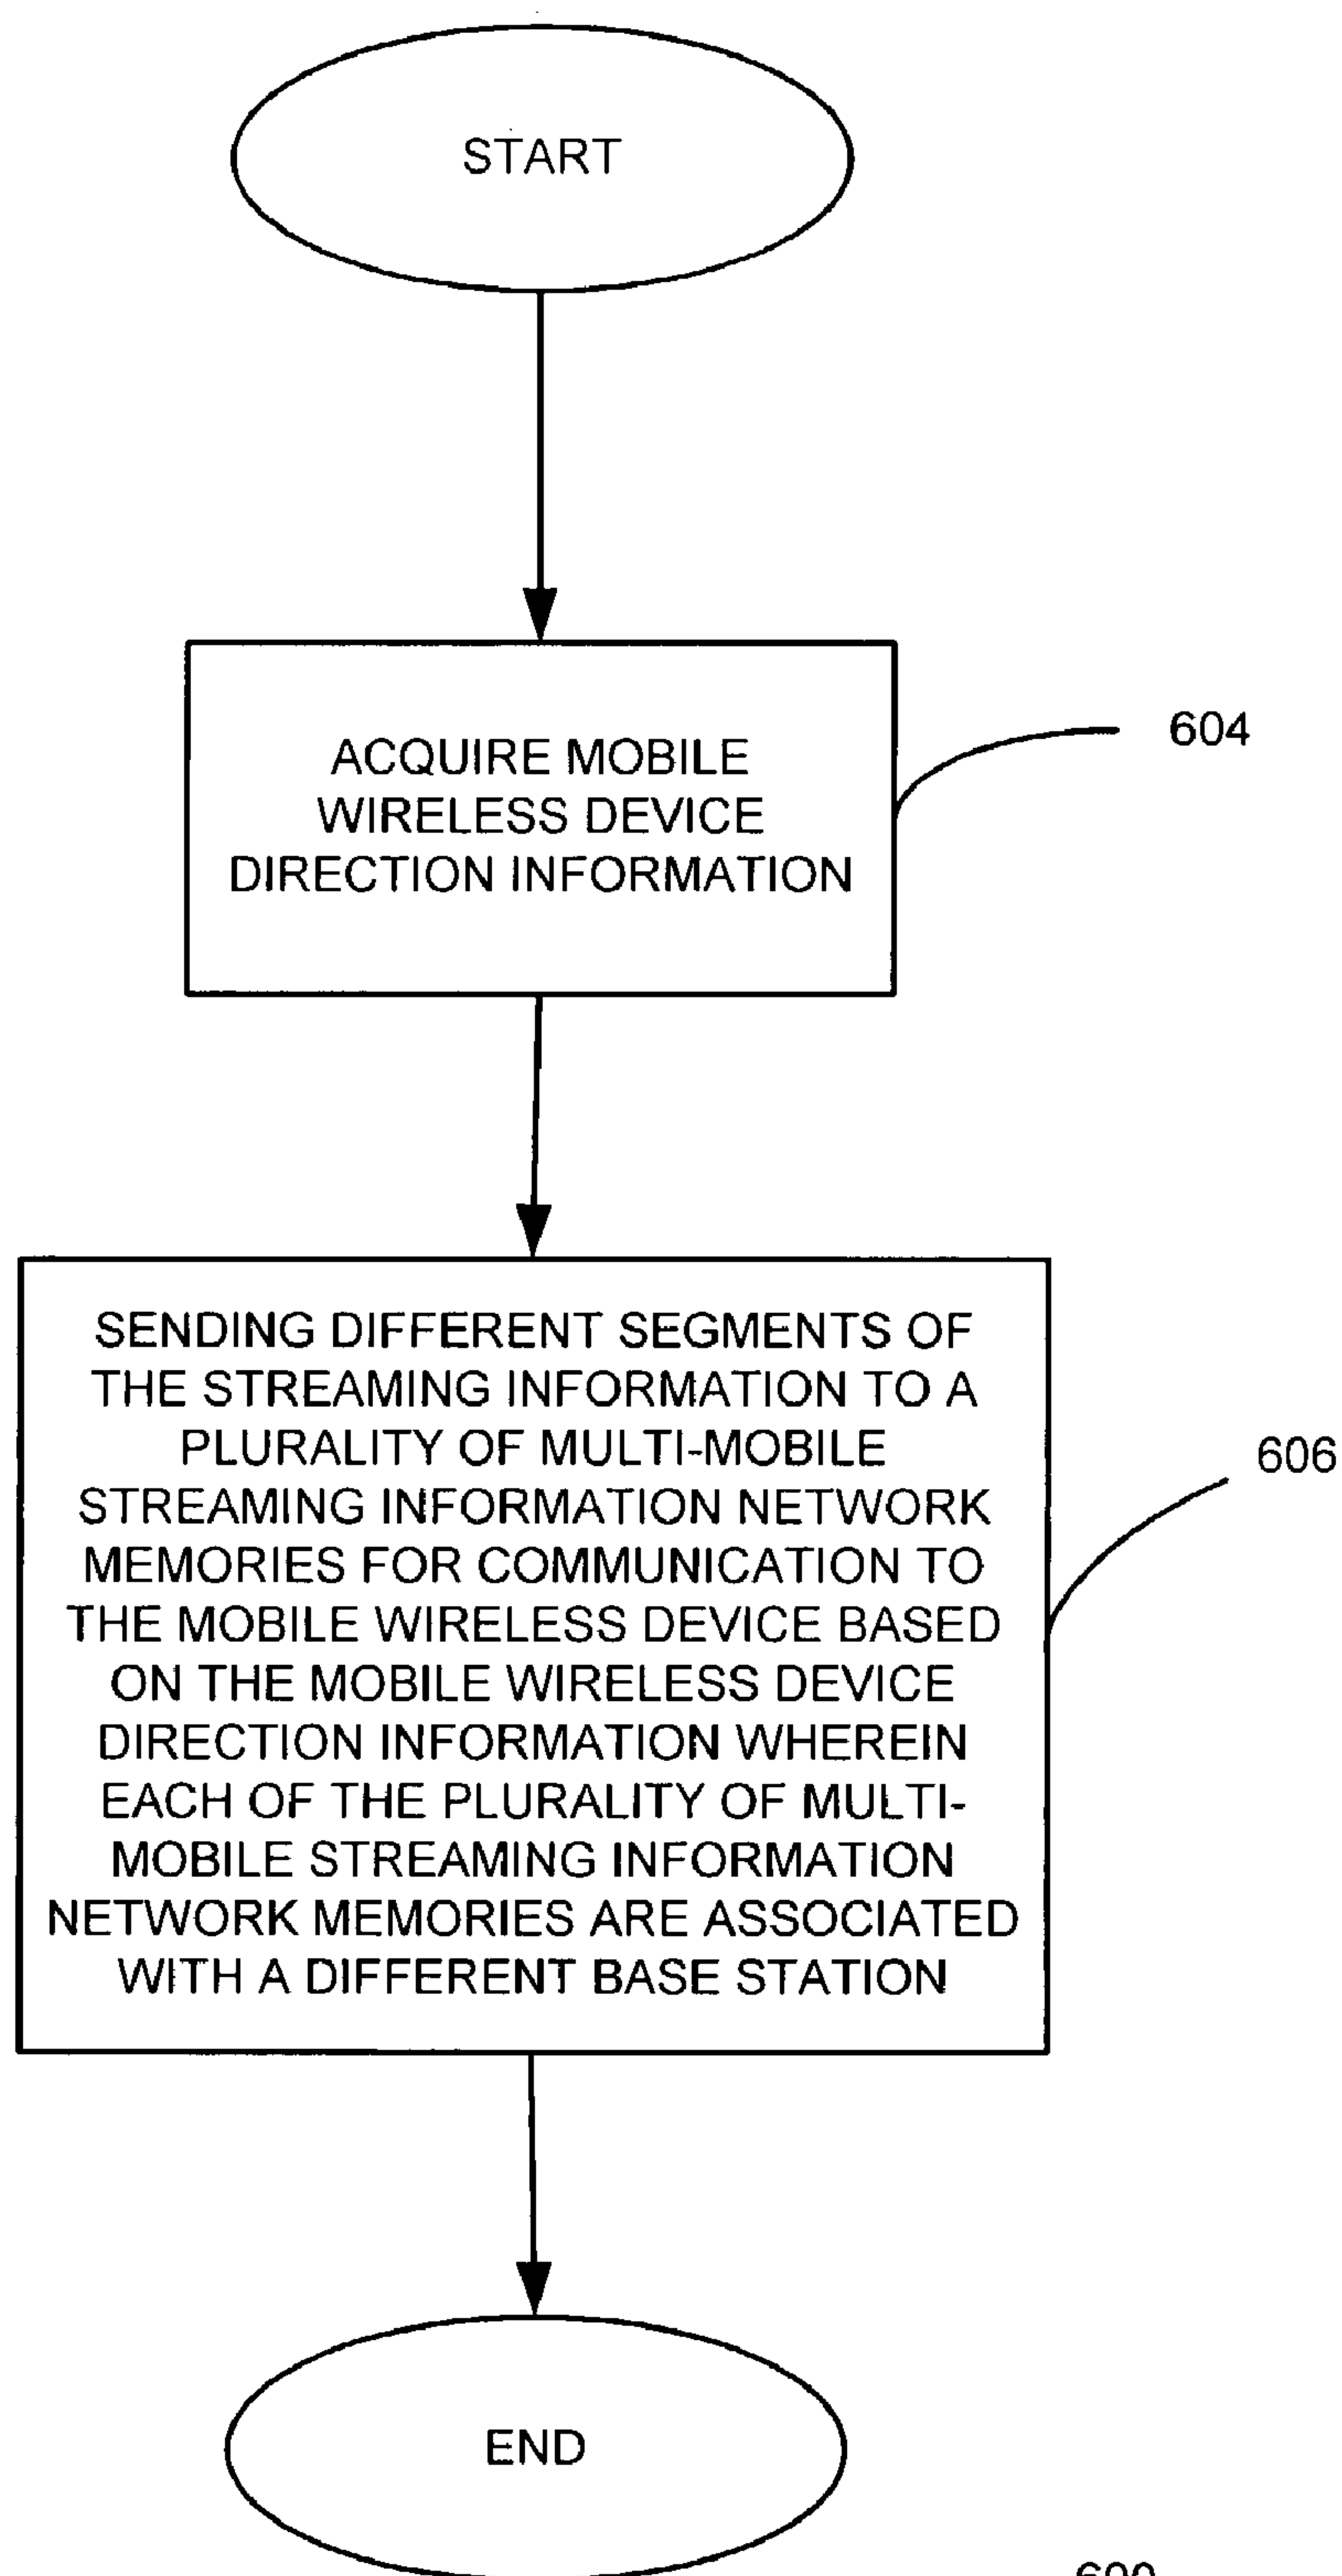 START
ACQUIRE MOBILE
WIRELESS DEVICE
DIRECTION INFORMATION
604
SENDING DIFFERENT SEGMENTS OF
THE STREAMING INFORMATION TO A
PLURALITY OF MULTI-MOBILE
STREAMING INFORMATION NETWORK
MEMORIES FOR COMMUNICATION TO
THE MOBILE WIRELESS DEVICE BASED
ON THE MOBILE WIRELESS DEVICE
DIRECTION INFORMATION WHEREIN
EACH OF THE PLURALITY OF MULTI-
MOBILE STREAMING INFORMATION
NETWORK MEMORIES ARE ASSOCIATED
WITH A DIFFERENT BASE STATION
606
END